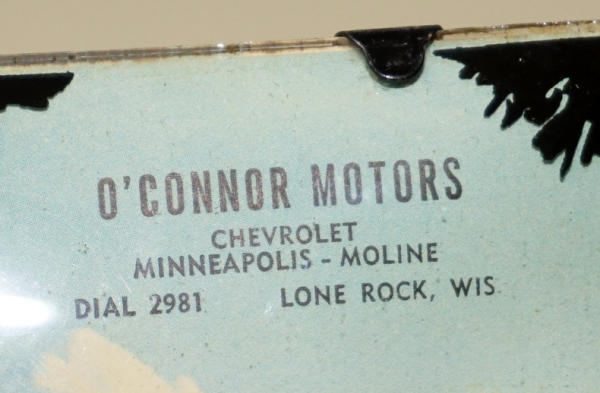 O'CONNOR MOTORS
CHEVROLET
MINNEAPOLIS - MOLINE
DIAL 2981 LONE ROCK, WIS.